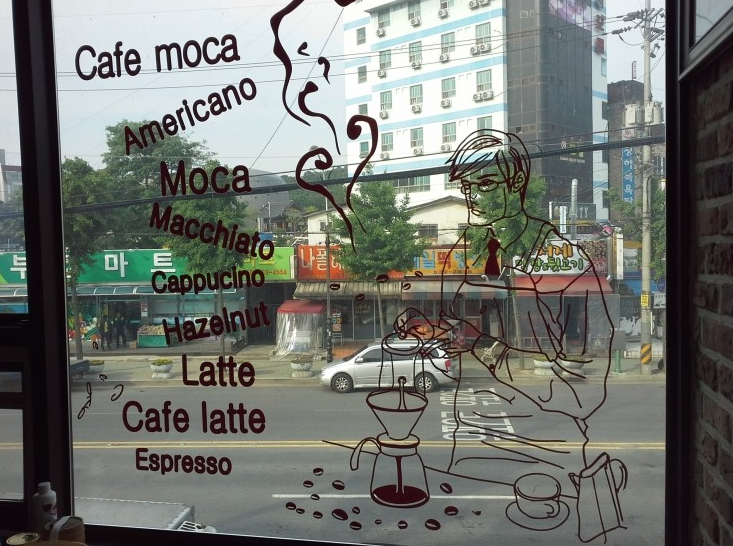 Cafe moca
Americano
Moca
Macchiato
Cappucino
Hazelnut
Latte
Cafe latte
Espresso
마트